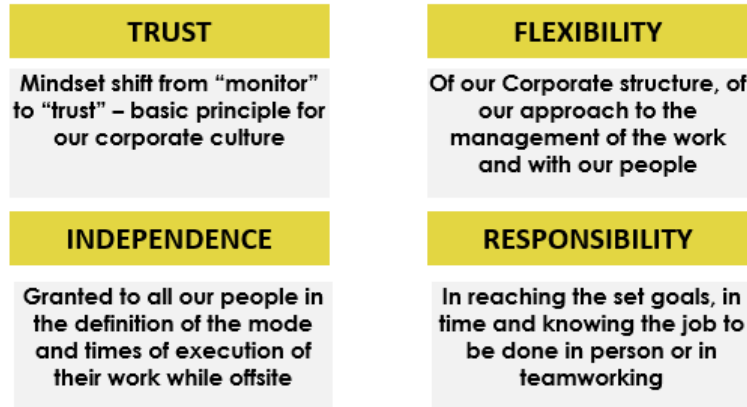 TRUST
Mindset shift from “monitor”
to “trust” – basic principle for
our corporate culture
FLEXIBILITY
Of our Corporate structure, of
our approach to the
management of the work
and with our people
INDEPENDENCE
Granted to all our people in
the definition of the mode
and times of execution of
their work while offsite
RESPONSIBILITY
In reaching the set goals, in
time and knowing the job to
be done in person or in
teamworking